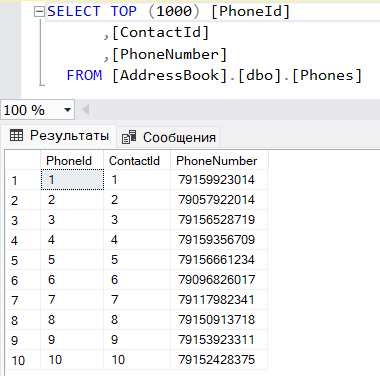 SELECT TOP (1000) [PhoneId]
,[ContactId]
,[PhoneNumber]
FROM [AddressBook].[dbo].[Phones]
100 %
Результаты Сообщения
PhoneId ContactId PhoneNumber
1 1 1 79159923014
2 2 2 79057922014
3 3 3 79156528719
4 4 4 79159356709
5 5 5 79156661234
6 6 6 79096826017
7 7 7 79117982341
8 8 8 79150913718
9 9 9 79153923311
10 10 10 79152428375